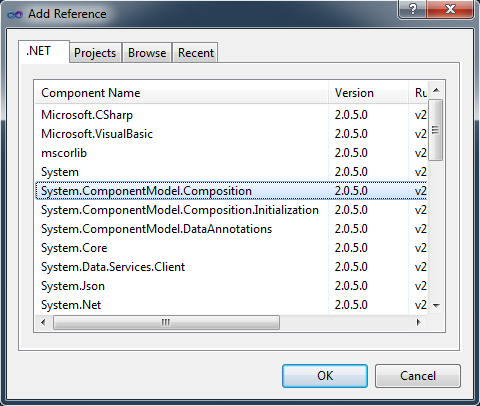 Add Reference
.NET Projects Browse Recent
Component Name Version Ru
Microsoft.CSharp 2.0.5.0 v2
Microsoft.VisualBasic 2.0.5.0 v2
mscorlib 2.0.5.0 v2
System 2.0.5.0 v2
System.ComponentModel.Composition 2.0.5.0 v2
System.ComponentModel.Composition.Initialization 2.0.5.0 v2
System.ComponentModel.DataAnnotations 2.0.5.0 v2
System.Core 2.0.5.0 v2
System.Data.Services.Client 2.0.5.0 v2
System.Json 2.0.5.0 v2
System.Net 2.0.5.0 v2
OK Cancel